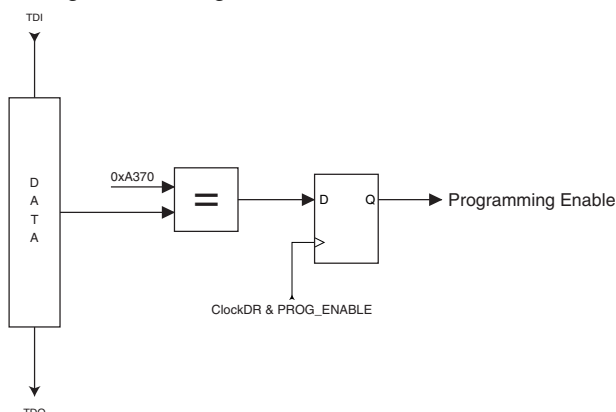 TDI
D
A
T
A
0xA370
=
D Q
Programming Enable
ClockDR & PROG_ENABLE
TDO